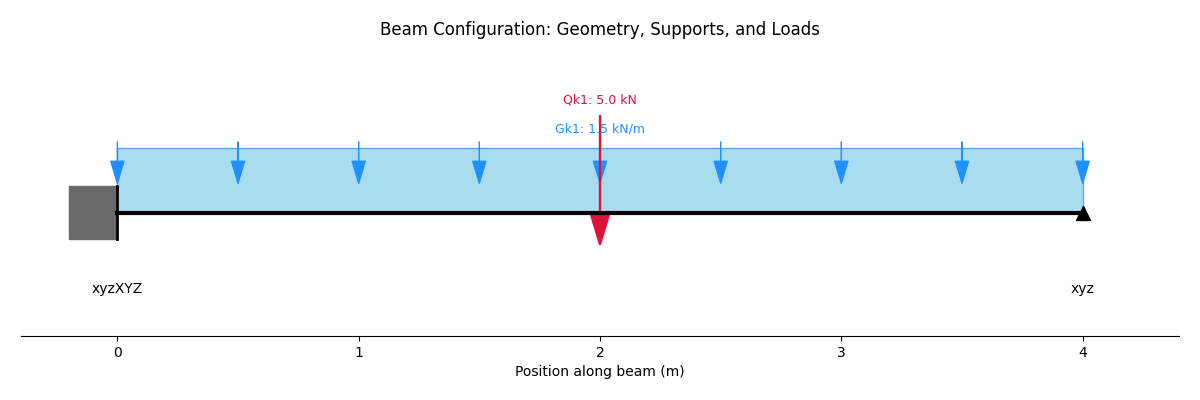 Beam Configuration: Geometry, Supports, and Loads
Qk1: 5.0 kN
Gk1: 1.5 kN/m
xyzXYZ xyz
0 1 2 3 4
Position along beam (m)